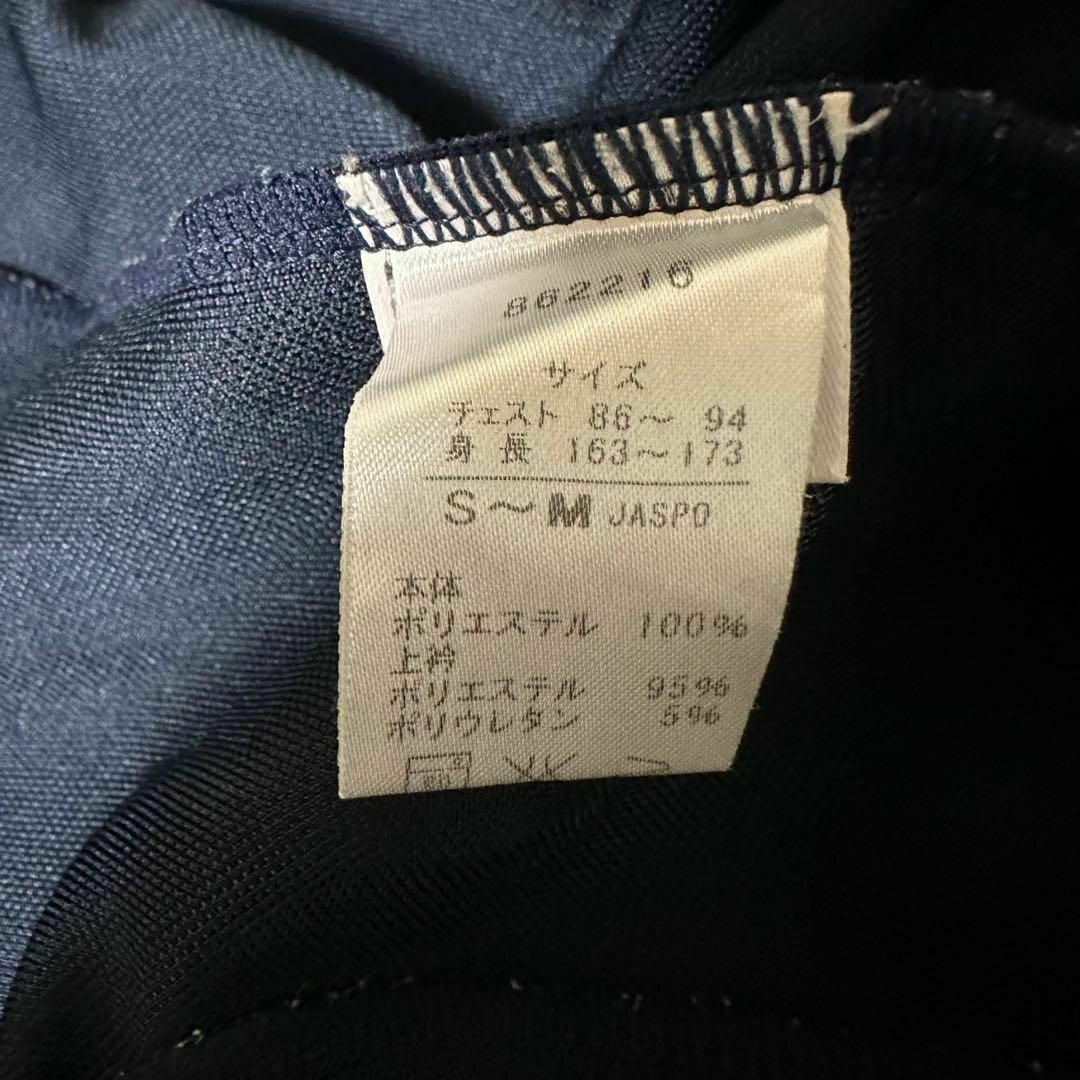 862216
サイズ
チェスト 86～ 94
身長 163～173
S～M JASPO
本体
ポリエステル 100%
上衿
ポリエステル 95%
ポリウレタン 5%